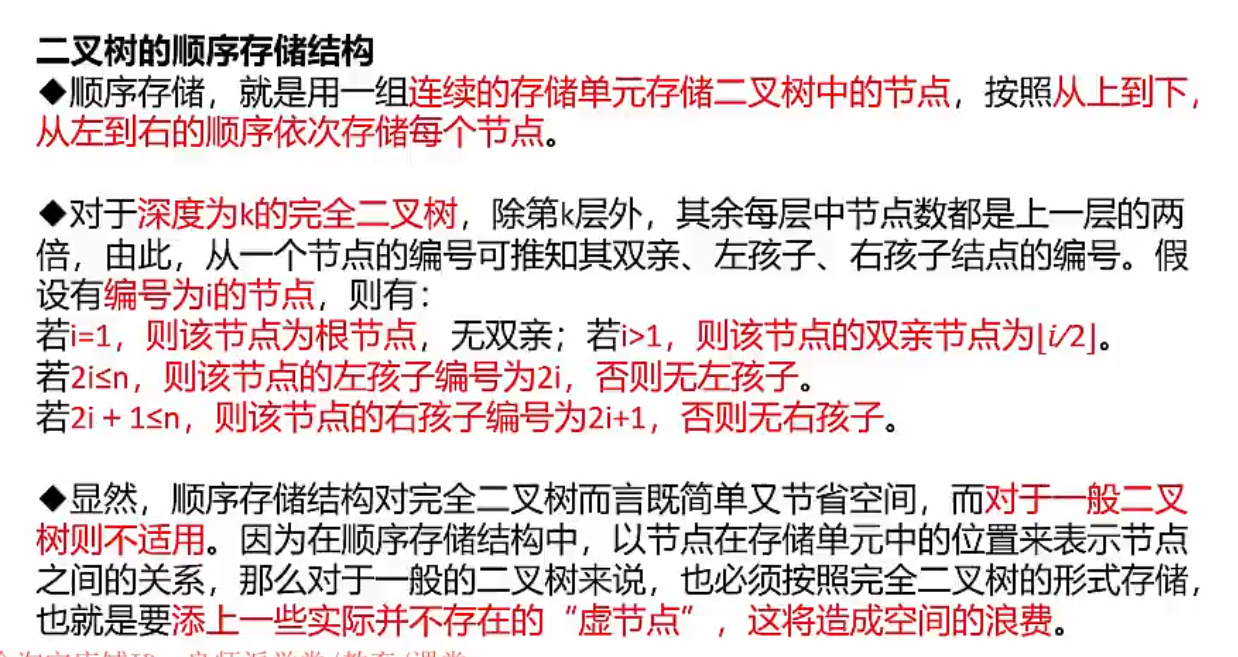 二叉树的顺序存储结构
◆顺序存储，就是用一组连续的存储单元存储二叉树中的节点，按照从上到下，
从左到右的顺序依次存储每个节点。
◆对于深度为k的完全二叉树，除第k层外，其余每层中节点数都是上一层的两
倍，由此，从一个节点的编号可推知其双亲、左孩子、右孩子结点的编号。假
设有编号为i的节点，则有：
若i=1，则该节点为根节点，无双亲；若i>1，则该节点的双亲节点为⌊i/2⌋。
若2i≤n，则该节点的左孩子编号为2i，否则无左孩子。
若2i + 1≤n，则该节点的右孩子编号为2i+1，否则无右孩子。
◆显然，顺序存储结构对完全二叉树而言既简单又节省空间，而对于一般二叉
树则不适用。因为在顺序存储结构中，以节点在存储单元中的位置来表示节点
之间的关系，那么对于一般的二叉树来说，也必须按照完全二叉树的形式存储，
也就是要添上一些实际并不存在的“虚节点”，这将造成空间的浪费。